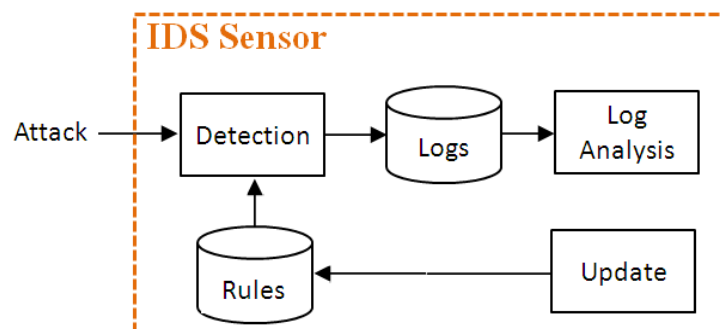 IDS Sensor
Attack
Detection
Logs
Log
Analysis
Rules
Update